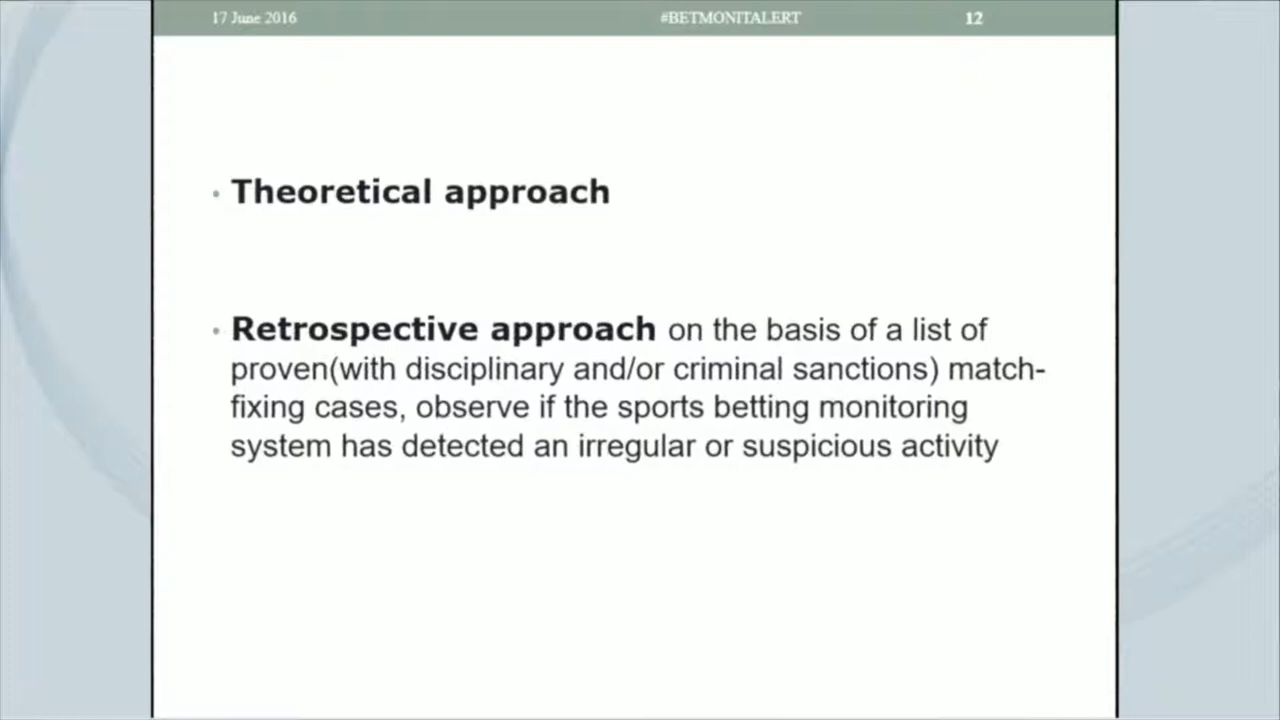 17 June 2016 #BETMONITALERT 12
• Theoretical approach
• Retrospective approach on the basis of a list of
proven(with disciplinary and/or criminal sanctions) match-
fixing cases, observe if the sports betting monitoring
system has detected an irregular or suspicious activity